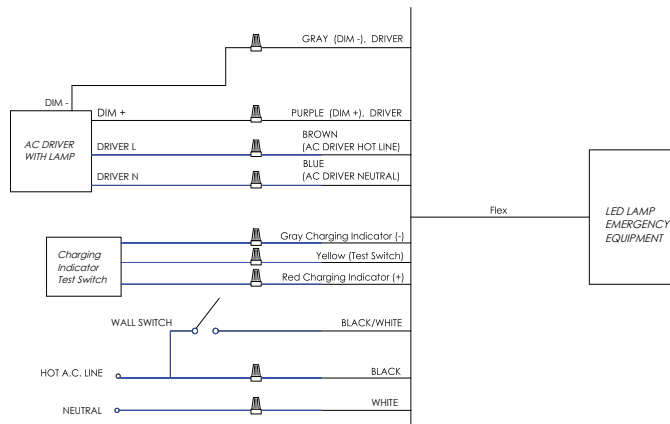 GRAY (DIM -), DRIVER
DIM -
DIM +
PURPLE (DIM +), DRIVER
AC DRIVER
WITH LAMP
DRIVER L
BROWN
(AC DRIVER HOT LINE)
DRIVER N
BLUE
(AC DRIVER NEUTRAL)
Flex
LED LAMP
EMERGENCY
EQUIPMENT
Charging
Indicator
Test Switch
Gray Charging Indicator (-)
Yellow (Test Switch)
Red Charging Indicator (+)
WALL SWITCH
BLACK/WHITE
HOT A.C. LINE
BLACK
NEUTRAL
WHITE